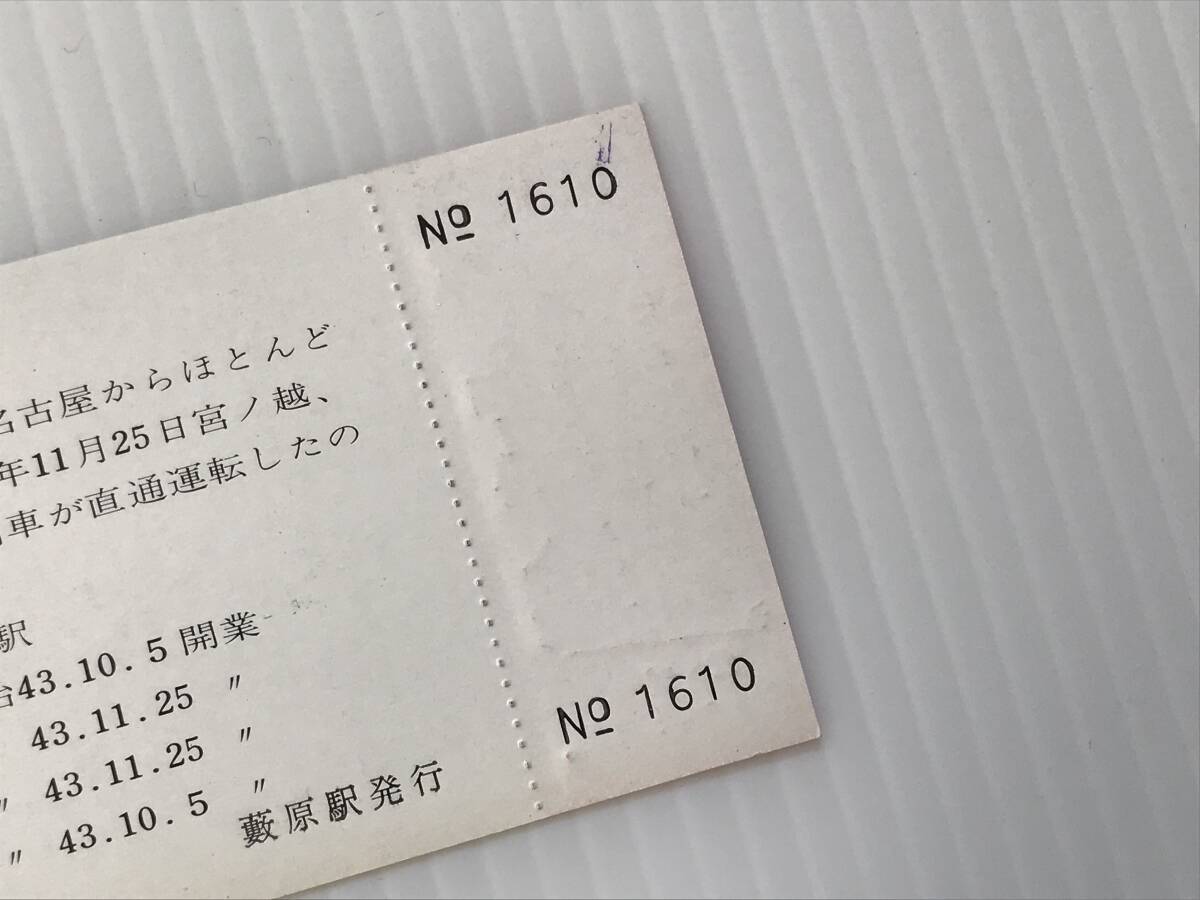 No 1610
名古屋からほとんど
年11月25日宮ノ越、
車が直通運転したの
駅
治43.10.5開業
43.11.25 〃
〃 43.11.25 〃
〃 43.10.5 〃
藪原駅発行
No 1610